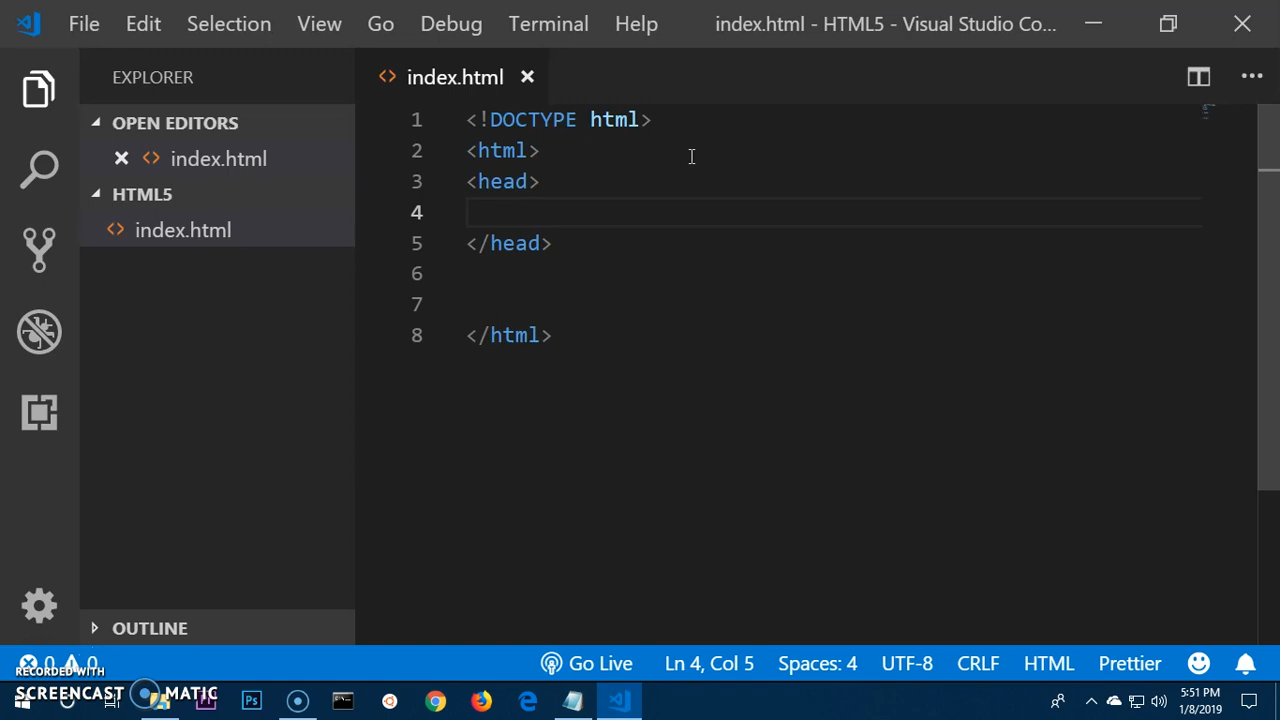 File Edit Selection View Go Debug Terminal Help index.html - HTML5 - Visual Studio Co...
EXPLORER
index.html
OPEN EDITORS
index.html
HTML5
index.html
OUTLINE
1 <!DOCTYPE html>
2 <html>
3 <head>
4
5 </head>
6
7
8 </html>
0 0 Go Live Ln 4, Col 5 Spaces: 4 UTF-8 CRLF HTML Prettier
RECORDED WITH
SCREENCAST MATIC
Ps
5:51 PM
1/8/2019